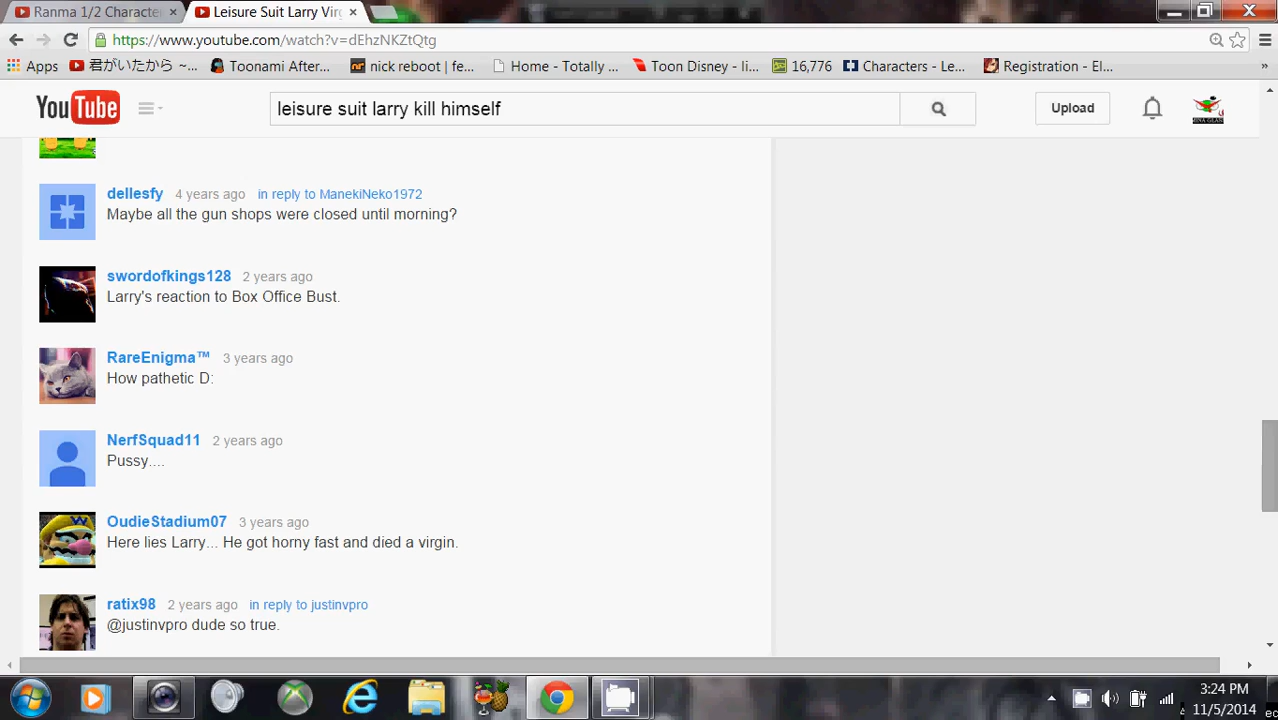 Ranma 1/2 Character
Leisure Suit Larry Virg
https://www.youtube.com/watch?v=dEhzNKZtQtg
Apps
君がいたから ~...
Toonami After...
nick reboot | fe...
Home - Totally ...
Toon Disney - li...
16,776
Characters - Le...
Registration - El...
»
YouTube
leisure suit larry kill himself
Upload
dellesfy 4 years ago in reply to ManekiNeko1972
Maybe all the gun shops were closed until morning?
swordofkings128 2 years ago
Larry's reaction to Box Office Bust.
RareEnigma™ 3 years ago
How pathetic D:
NerfSquad11 2 years ago
Pussy....
OudieStadium07 3 years ago
Here lies Larry... He got horny fast and died a virgin.
ratix98 2 years ago in reply to justinvpro
@justinvpro dude so true.
3:24 PM
11/5/2014